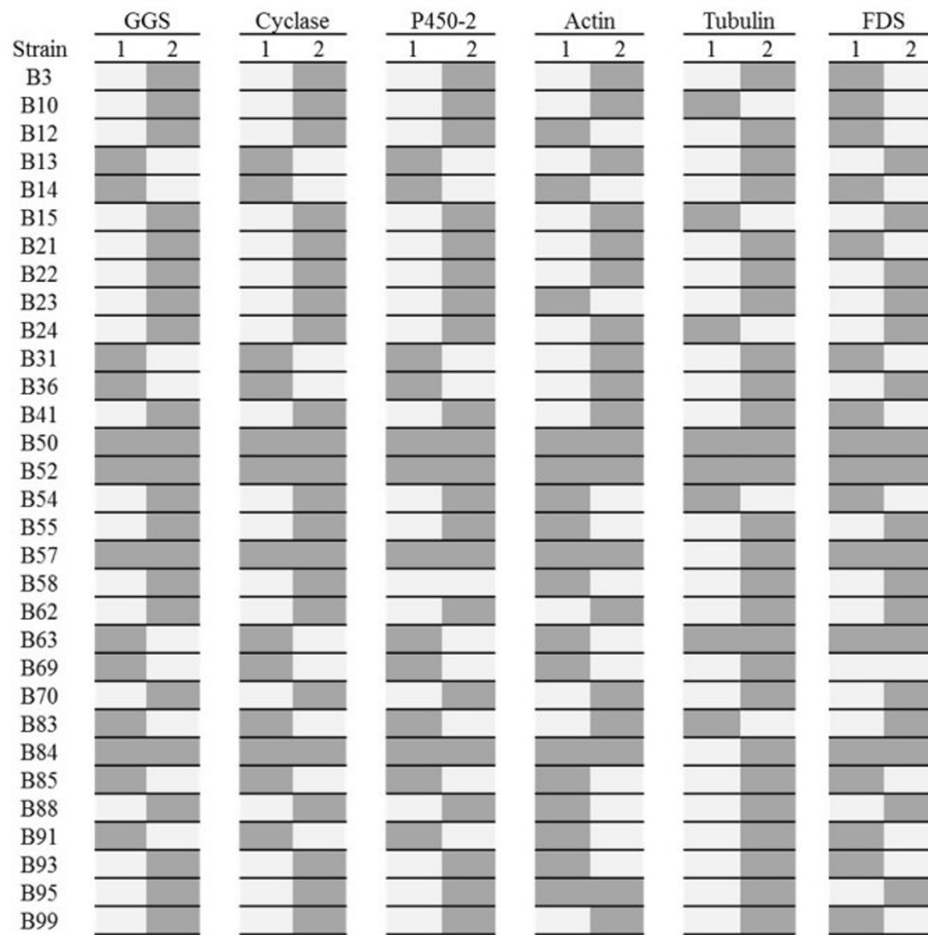 GGS Cyclase P450-2 Actin Tubulin FDS
Strain 1 2 1 2 1 2 1 2 1 2 1 2
B3
B10
B12
B13
B14
B15
B21
B22
B23
B24
B31
B36
B41
B50
B52
B54
B55
B57
B58
B62
B63
B69
B70
B83
B84
B85
B88
B91
B93
B95
B99